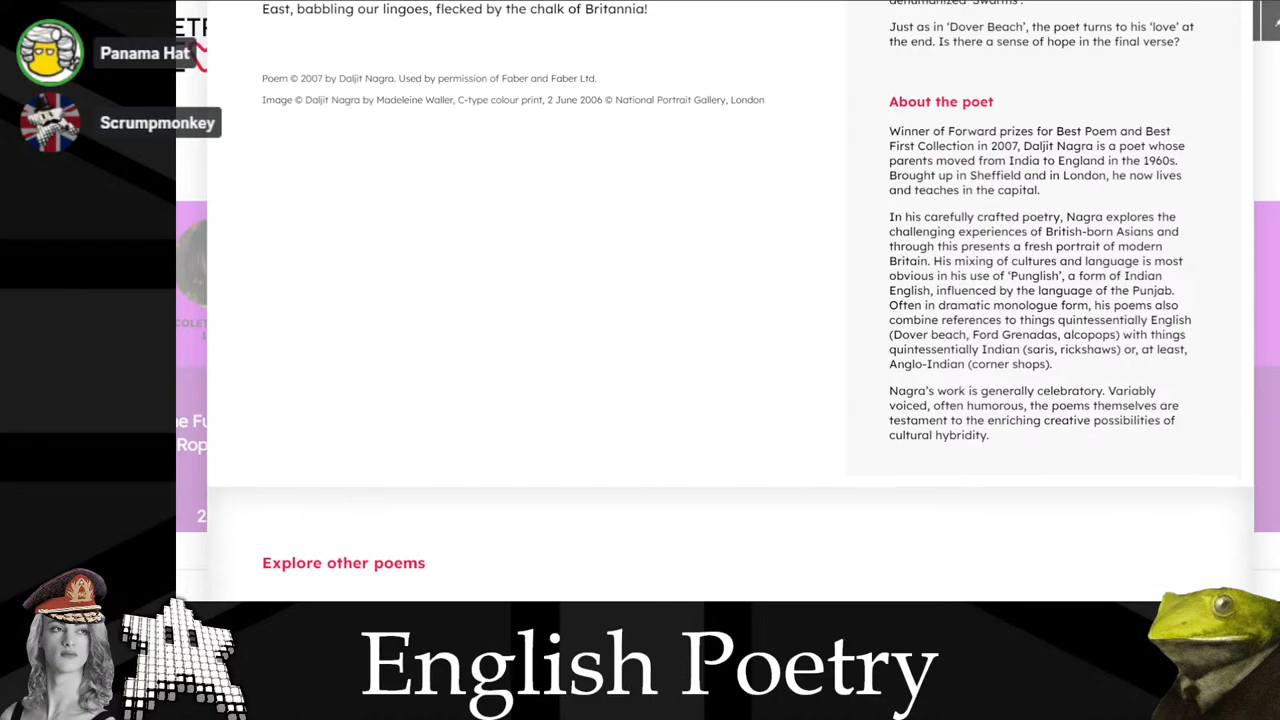 East, babbling our lingoes, flecked by the chalk of Britannia!
Poem © 2007 by Daljit Nagra. Used by permission of Faber and Faber Ltd.
Image © Daljit Nagra by Madeleine Waller, C-type colour print, 2 June 2006 © National Portrait Gallery, London
Panama Hat
Scrumpmonkey
Just as in ‘Dover Beach’, the poet turns to his ‘love’ at
the end. Is there a sense of hope in the final verse?
About the poet
Winner of Forward prizes for Best Poem and Best
First Collection in 2007, Daljit Nagra is a poet whose
parents moved from India to England in the 1960s.
Brought up in Sheffield and in London, he now lives
and teaches in the capital.
In his carefully crafted poetry, Nagra explores the
challenging experiences of British-born Asians and
through this presents a fresh portrait of modern
Britain. His mixing of cultures and language is most
obvious in his use of ‘Punglish’, a form of Indian
English, influenced by the language of the Punjab.
Often in dramatic monologue form, his poems also
combine references to things quintessentially English
(Dover beach, Ford Grenadas, alcopops) with things
quintessentially Indian (saris, rickshaws) or, at least,
Anglo-Indian (corner shops).
Nagra’s work is generally celebratory. Variably
voiced, often humorous, the poems themselves are
testament to the enriching creative possibilities of
cultural hybridity.
Explore other poems
English Poetry